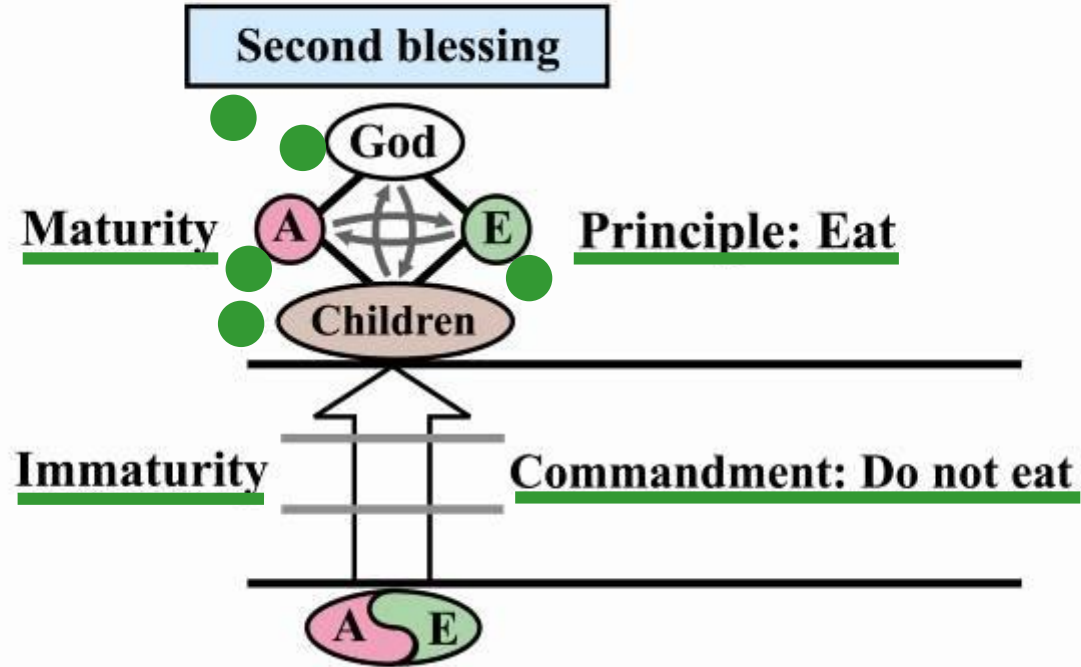 Second blessing
God
Maturity
A
E
Principle: Eat
Children
Immaturity
Commandment: Do not eat
A
E